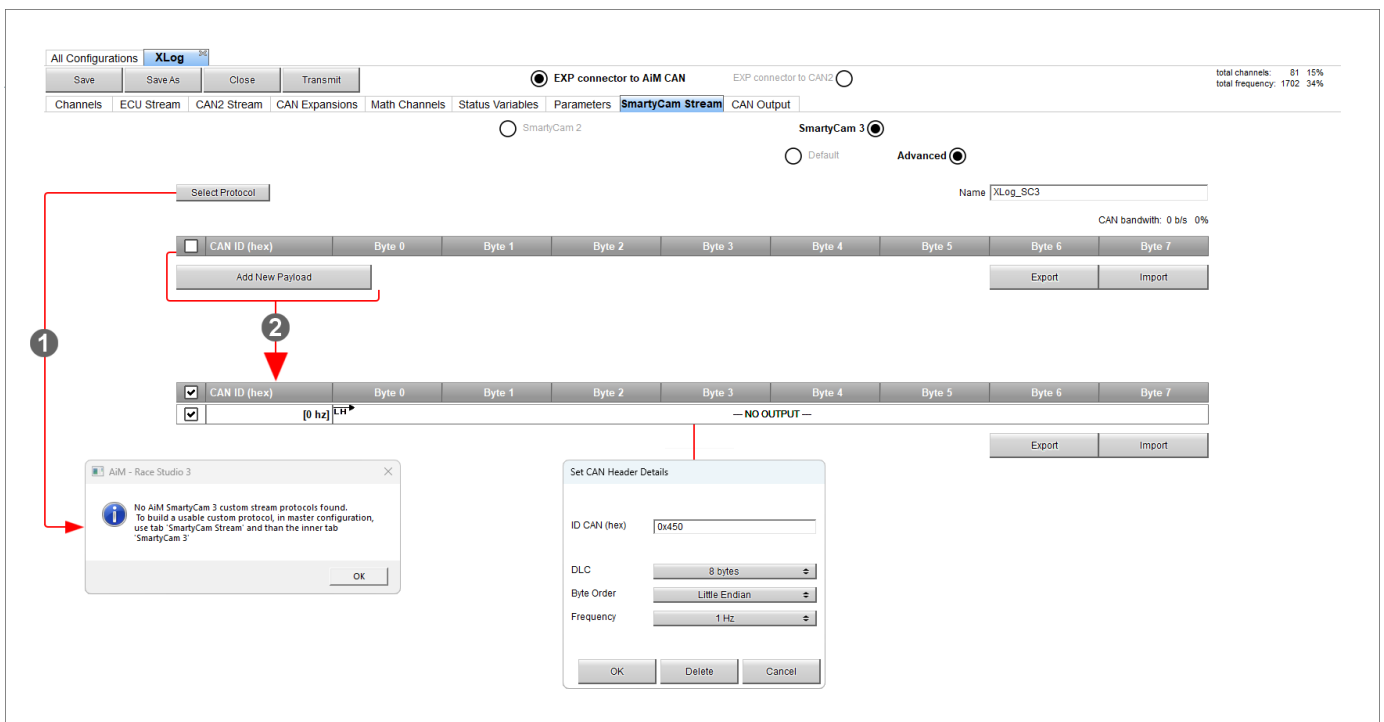 All Configurations XLog
Save Save As Close Transmit EXP connector to AiM CAN EXP connector to CAN2 total channels: 81 15%
total frequency: 1702 34%
Channels ECU Stream CAN2 Stream CAN Expansions Math Channels Status Variables Parameters SmartyCam Stream CAN Output
SmartyCam 2 SmartyCam 3
Default Advanced
Select Protocol Name XLog_SC3
CAN bandwith: 0 b/s 0%
CAN ID (hex) Byte 0 Byte 1 Byte 2 Byte 3 Byte 4 Byte 5 Byte 6 Byte 7
Add New Payload Export Import
2
1
CAN ID (hex) Byte 0 Byte 1 Byte 2 Byte 3 Byte 4 Byte 5 Byte 6 Byte 7
[0 hz] LH — NO OUTPUT —
Export Import
AiM - Race Studio 3
No AiM SmartyCam 3 custom stream protocols found.
To build a usable custom protocol, in master configuration,
use tab 'SmartyCam Stream' and than the inner tab
'SmartyCam 3'
OK
Set CAN Header Details
ID CAN (hex) 0x450
DLC 8 bytes
Byte Order Little Endian
Frequency 1 Hz
OK Delete Cancel